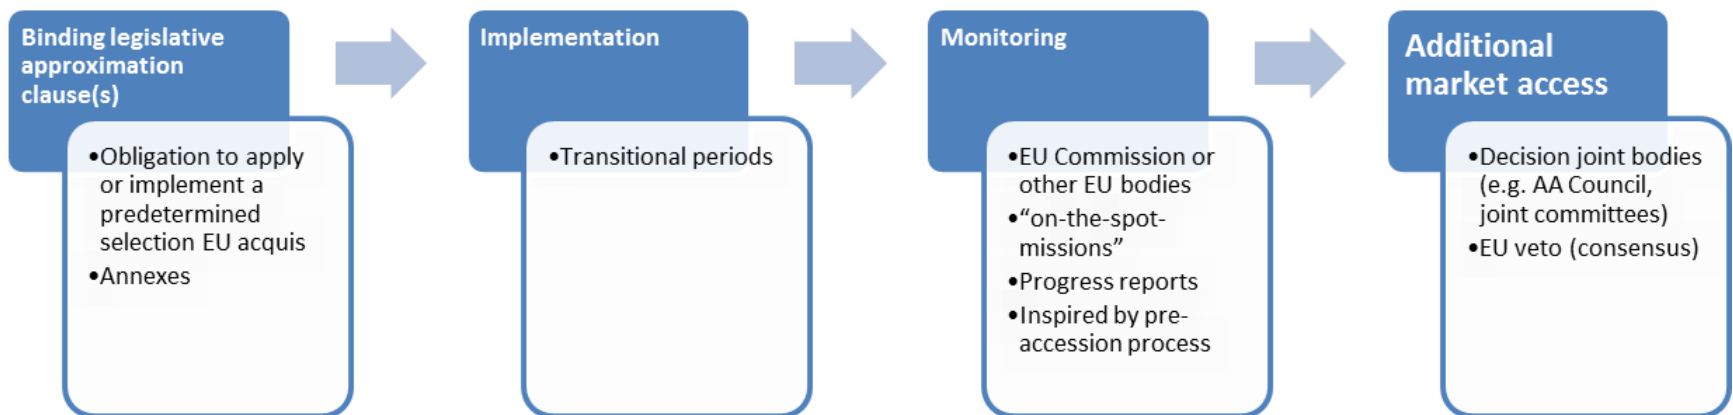 Binding legislative
approximation
clause(s)
•Obligation to apply
or implement a
predetermined
selection EU acquis
•Annexes
Implementation
•Transitional periods
Monitoring
•EU Commission or
other EU bodies
•“on-the-spot-
missions”
•Progress reports
•Inspired by pre-
accession process
Additional
market access
•Decision joint bodies
(e.g. AA Council,
joint committees)
•EU veto (consensus)